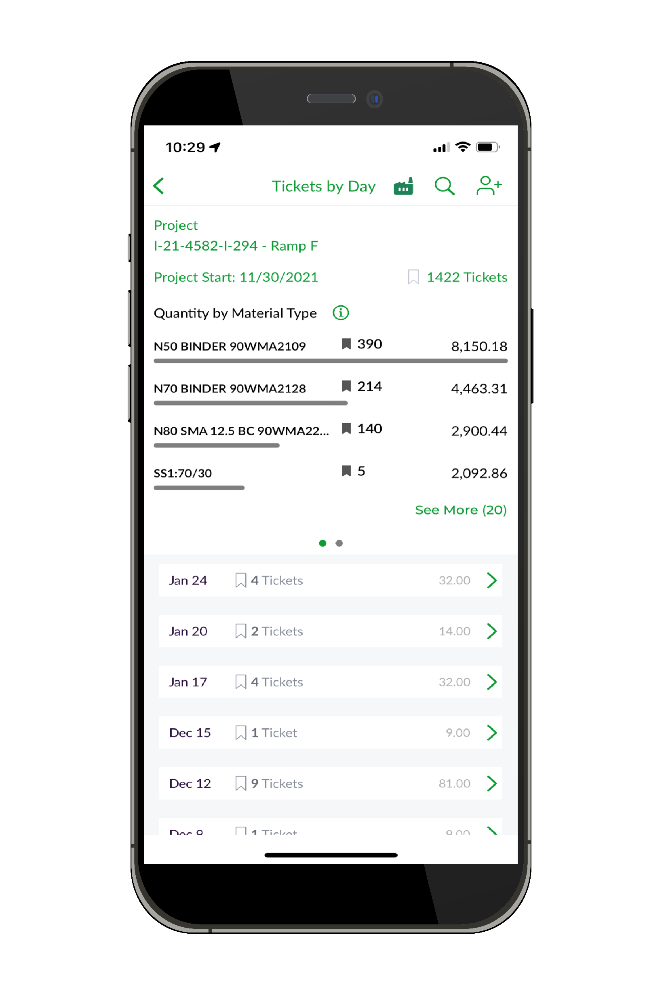 10:29
Tickets by Day
Project
I-21-4582-I-294 - Ramp F
Project Start: 11/30/2021 1422 Tickets
Quantity by Material Type i
N50 BINDER 90WMA2109 390 8,150.18
N70 BINDER 90WMA2128 214 4,463.31
N80 SMA 12.5 BC 90WMA22... 140 2,900.44
SS1:70/30 5 2,092.86
See More (20)
Jan 24 4 Tickets 32.00
Jan 20 2 Tickets 14.00
Jan 17 4 Tickets 32.00
Dec 15 1 Ticket 9.00
Dec 12 9 Tickets 81.00
1 Ticket